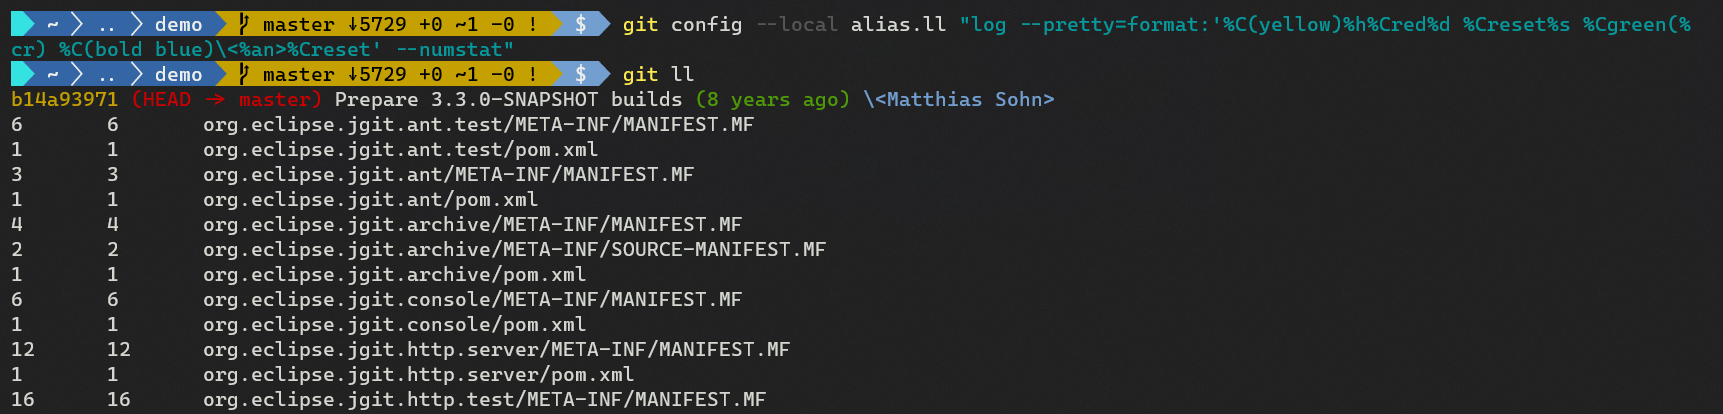 ~ .. demo master ↓5729 +0 ~1 -0 ! $ git config --local alias.ll "log --pretty=format:'%C(yellow)%h%Cred%d %Creset%s %Cgreen(%
cr) %C(bold blue)\<%an>%Creset' --numstat"
~ .. demo master ↓5729 +0 ~1 -0 ! $ git ll
b14a93971 (HEAD -> master) Prepare 3.3.0-SNAPSHOT builds (8 years ago) \<Matthias Sohn>
6 6 org.eclipse.jgit.ant.test/META-INF/MANIFEST.MF
1 1 org.eclipse.jgit.ant.test/pom.xml
3 3 org.eclipse.jgit.ant/META-INF/MANIFEST.MF
1 1 org.eclipse.jgit.ant/pom.xml
4 4 org.eclipse.jgit.archive/META-INF/MANIFEST.MF
2 2 org.eclipse.jgit.archive/META-INF/SOURCE-MANIFEST.MF
1 1 org.eclipse.jgit.archive/pom.xml
6 6 org.eclipse.jgit.console/META-INF/MANIFEST.MF
1 1 org.eclipse.jgit.console/pom.xml
12 12 org.eclipse.jgit.http.server/META-INF/MANIFEST.MF
1 1 org.eclipse.jgit.http.server/pom.xml
16 16 org.eclipse.jgit.http.test/META-INF/MANIFEST.MF